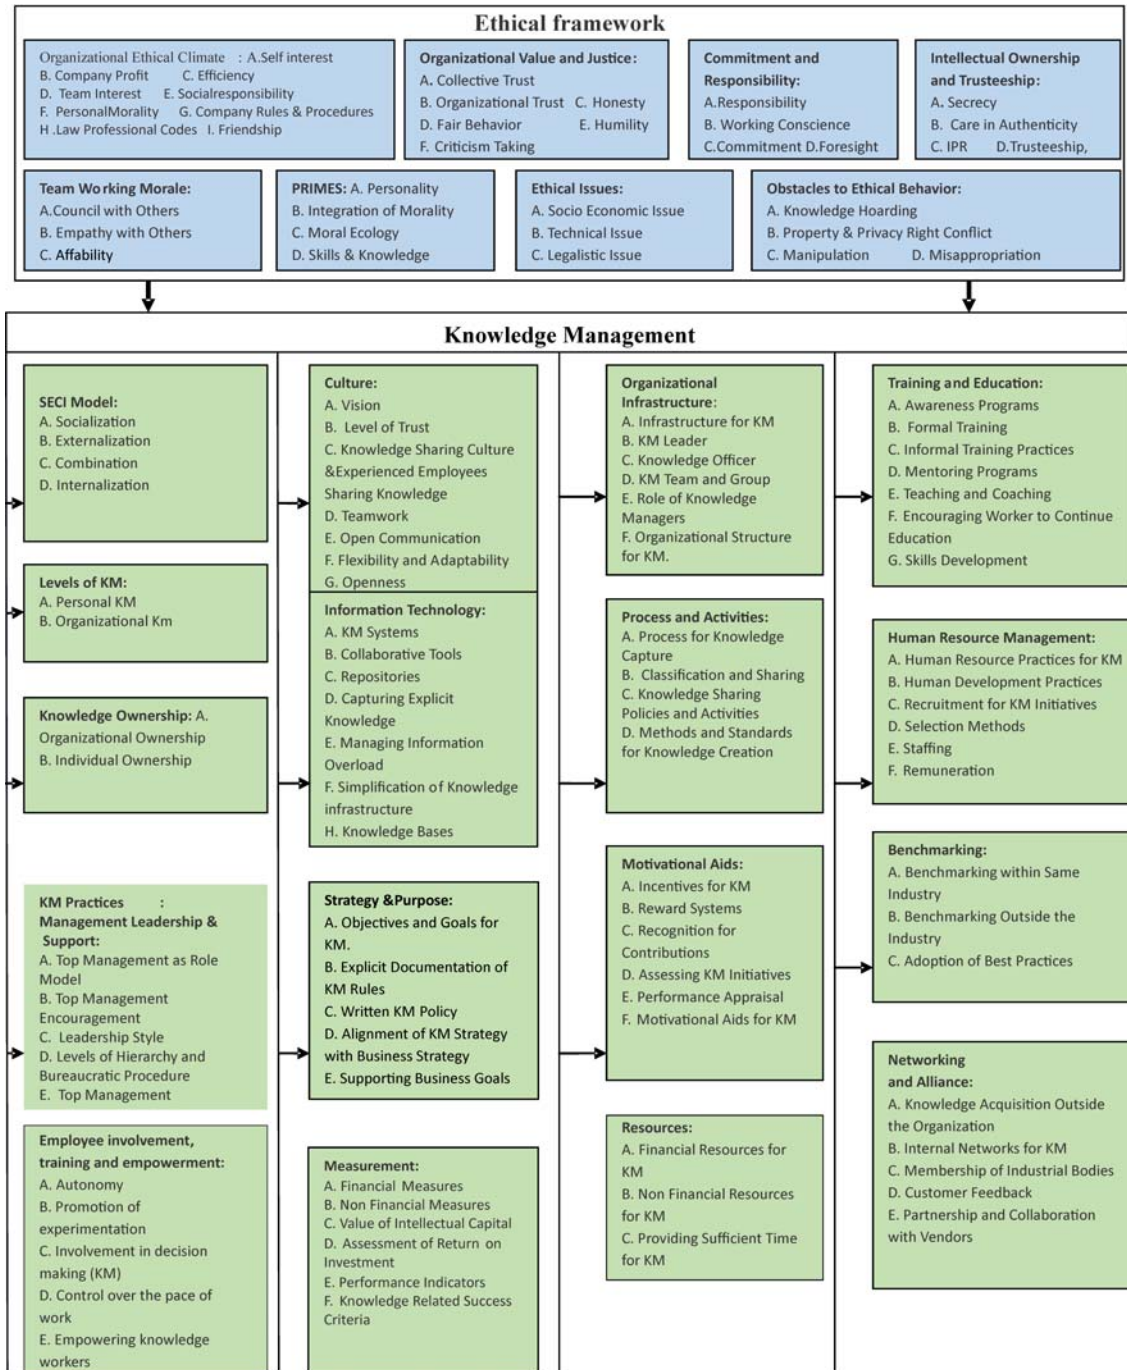 Ethical framework
Organizational Ethical Climate : A.Self interest
B. Company Profit C. Efficiency
D. Team Interest E. Socialresponsibility
F. PersonalMorality G. Company Rules & Procedures
H .Law Professional Codes I. Friendship
Organizational Value and Justice:
A. Collective Trust
B. Organizational Trust C. Honesty
D. Fair Behavior E. Humility
F. Criticism Taking
Commitment and
Responsibility:
A.Responsibility
B. Working Conscience
C.Commitment D.Foresight
Intellectual Ownership
and Trusteeship:
A. Secrecy
B. Care in Authenticity
C. IPR D.Trusteeship,
Team Working Morale:
A.Council with Others
B. Empathy with Others
C. Affability
PRIMES: A. Personality
B. Integration of Morality
C. Moral Ecology
D. Skills & Knowledge
Ethical Issues:
A. Socio Economic Issue
B. Technical Issue
C. Legalistic Issue
Obstacles to Ethical Behavior:
A. Knowledge Hoarding
B. Property & Privacy Right Conflict
C. Manipulation D. Misappropriation
Knowledge Management
SECI Model:
A. Socialization
B. Externalization
C. Combination
D. Internalization
Levels of KM:
A. Personal KM
B. Organizational Km
Knowledge Ownership: A.
Organizational Ownership
B. Individual Ownership
KM Practices :
Management Leadership &
Support:
A. Top Management as Role
Model
B. Top Management
Encouragement
C. Leadership Style
D. Levels of Hierarchy and
Bureaucratic Procedure
E. Top Management
Employee involvement,
training and empowerment:
A. Autonomy
B. Promotion of
experimentation
C. Involvement in decision
making (KM)
D. Control over the pace of
work
E. Empowering knowledge
workers
Culture:
A. Vision
B. Level of Trust
C. Knowledge Sharing Culture
&Experienced Employees
Sharing Knowledge
D. Teamwork
E. Open Communication
F. Flexibility and Adaptability
G. Openness
Information Technology:
A. KM Systems
B. Collaborative Tools
C. Repositories
D. Capturing Explicit
Knowledge
E. Managing Information
Overload
F. Simplification of Knowledge
infrastructure
H. Knowledge Bases
Strategy &Purpose:
A. Objectives and Goals for
KM.
B. Explicit Documentation of
KM Rules
C. Written KM Policy
D. Alignment of KM Strategy
with Business Strategy
E. Supporting Business Goals
Measurement:
A. Financial Measures
B. Non Financial Measures
C. Value of Intellectual Capital
D. Assessment of Return on
Investment
E. Performance Indicators
F. Knowledge Related Success
Criteria
Organizational
Infrastructure:
A. Infrastructure for KM
B. KM Leader
C. Knowledge Officer
D. KM Team and Group
E. Role of Knowledge
Managers
F. Organizational Structure
for KM.
Process and Activities:
A. Process for Knowledge
Capture
B. Classification and Sharing
C. Knowledge Sharing
Policies and Activities
D. Methods and Standards
for Knowledge Creation
Motivational Aids:
A. Incentives for KM
B. Reward Systems
C. Recognition for
Contributions
D. Assessing KM Initiatives
E. Performance Appraisal
F. Motivational Aids for KM
Resources:
A. Financial Resources for
KM
B. Non Financial Resources
for KM
C. Providing Sufficient Time
for KM
Training and Education:
A. Awareness Programs
B. Formal Training
C. Informal Training Practices
D. Mentoring Programs
E. Teaching and Coaching
F. Encouraging Worker to Continue
Education
G. Skills Development
Human Resource Management:
A. Human Resource Practices for KM
B. Human Development Practices
C. Recruitment for KM Initiatives
D. Selection Methods
E. Staffing
F. Remuneration
Benchmarking:
A. Benchmarking within Same
Industry
B. Benchmarking Outside the
Industry
C. Adoption of Best Practices
Networking
and Alliance:
A. Knowledge Acquisition Outside
the Organization
B. Internal Networks for KM
C. Membership of Industrial Bodies
D. Customer Feedback
E. Partnership and Collaboration
with Vendors